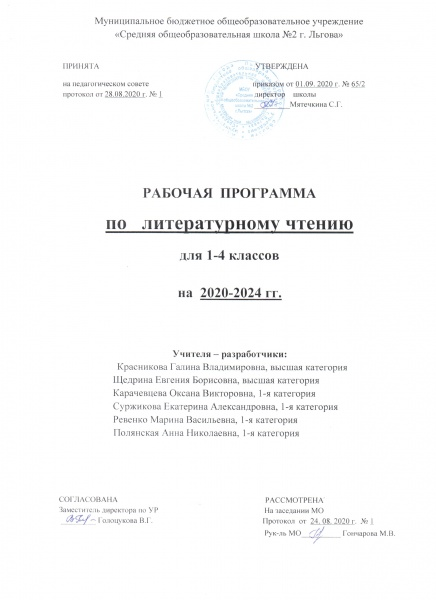 Муниципальное бюджетное общеобразовательное учреждение
«Средняя общеобразовательная школа №2 г. Льгова»
ПРИНЯТА УТВЕРЖДЕНА
на педагогическом совете приказом от 01.09. 2020 г. № 65/2
протокол от 28.08.2020 г. № 1 директор школы
Мятечкина С.Г.
РАБОЧАЯ ПРОГРАММА
по литературному чтению
для 1-4 классов
на 2020-2024 гг.
Учителя – разработчики:
Красникова Галина Владимировна, высшая категория
Щедрина Евгения Борисовна, высшая категория
Карачевцева Оксана Викторовна, 1-я категория
Суржикова Екатерина Александровна, 1-я категория
Ревенко Марина Васильевна, 1-я категория
Полянская Анна Николаевна, 1-я категория
СОГЛАСОВАНА РАССМОТРЕНА
Заместитель директора по УР На заседании МО
Голоцукова В.Г. Протокол от 24. 08. 2020 г. № 1
Рук-ль МО Гончарова М.В.